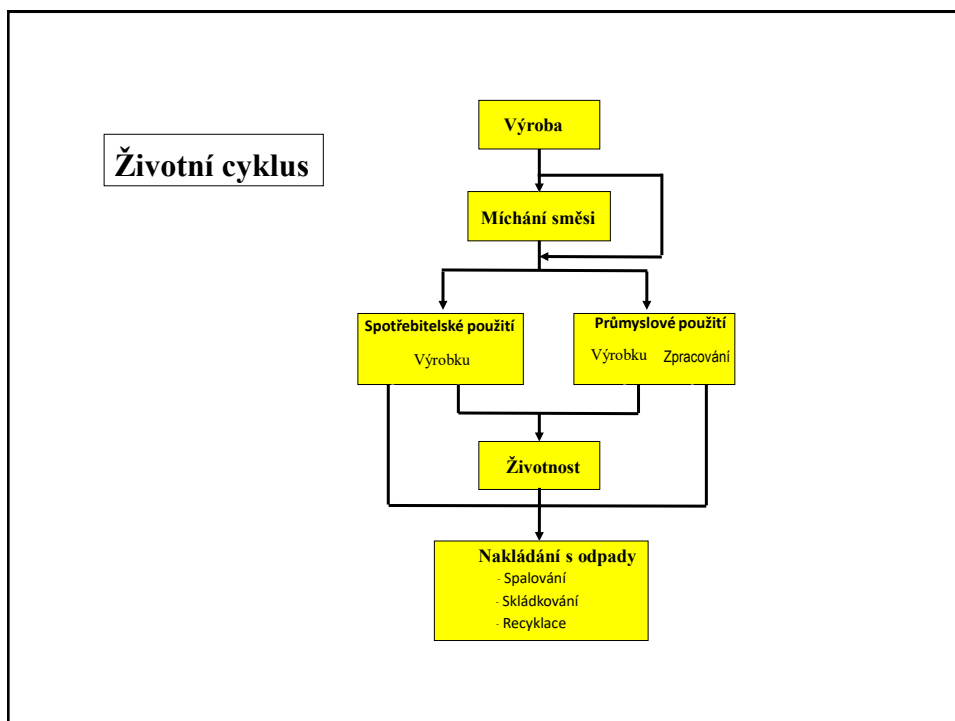 Životní cyklus
Výroba
Míchání směsi
Spotřebitelské použití
Výrobku
Průmyslové použití
Výrobku Zpracování
Životnost
Nakládání s odpady
- Spalování
- Skládkování
- Recyklace